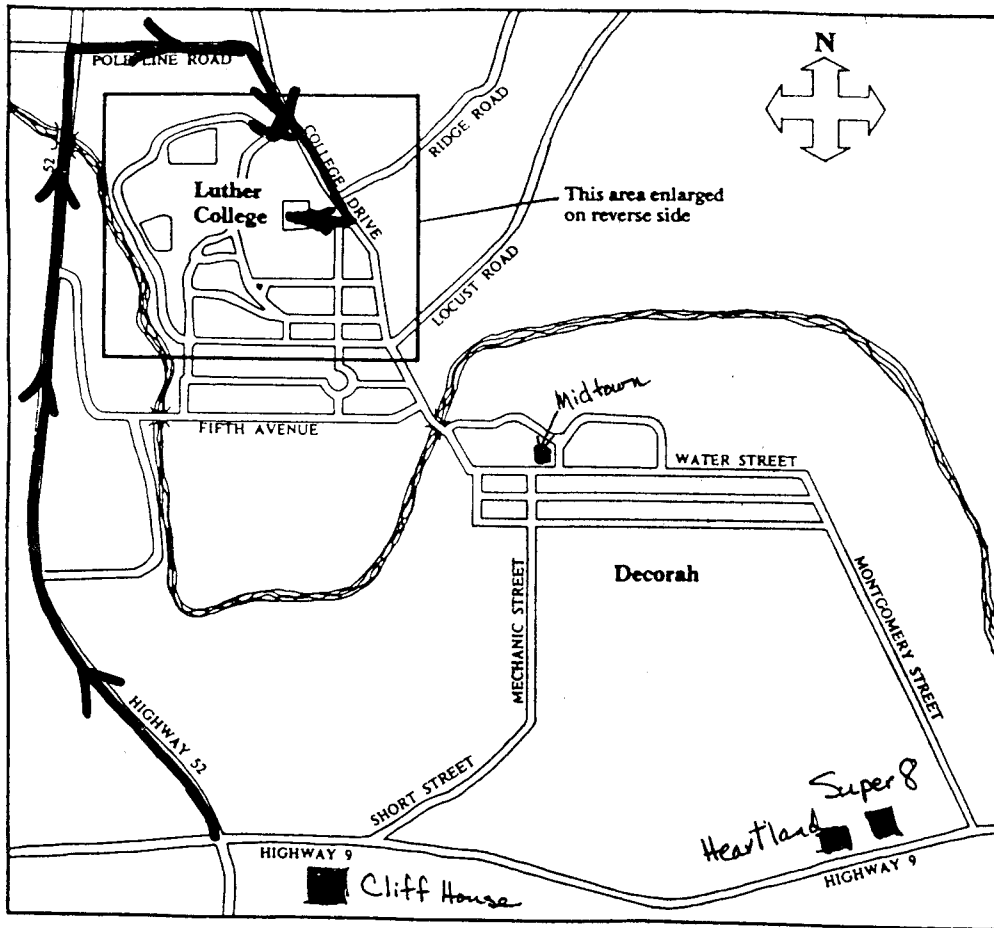 N
POLE LINE ROAD
COLLEGE DRIVE
RIDGE ROAD
52
Luther
College
This area enlarged
on reverse side
LOCUST ROAD
Midtown
FIFTH AVENUE
WATER STREET
Decorah
MECHANIC STREET
MONTGOMERY STREET
HIGHWAY 52
SHORT STREET
Super 8
Heartland
HIGHWAY 9
HIGHWAY 9
Cliff House